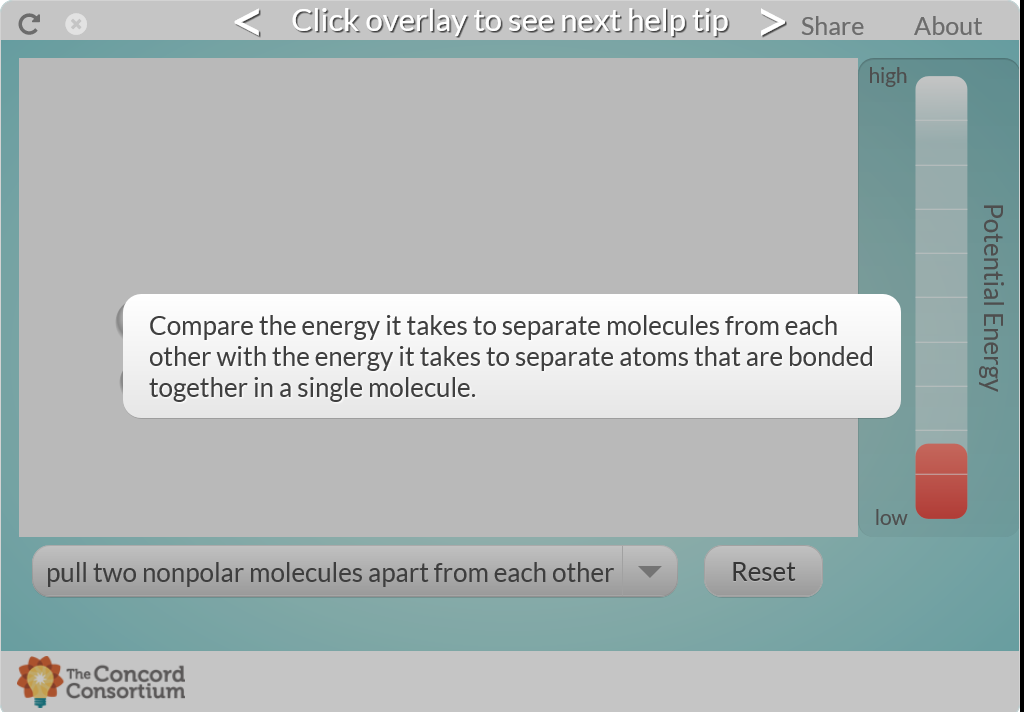 < Click overlay to see next help tip >
Share
About
high
Potential Energy
Compare the energy it takes to separate molecules from each
other with the energy it takes to separate atoms that are bonded
together in a single molecule.
low
pull two nonpolar molecules apart from each other
Reset
The Concord
Consortium